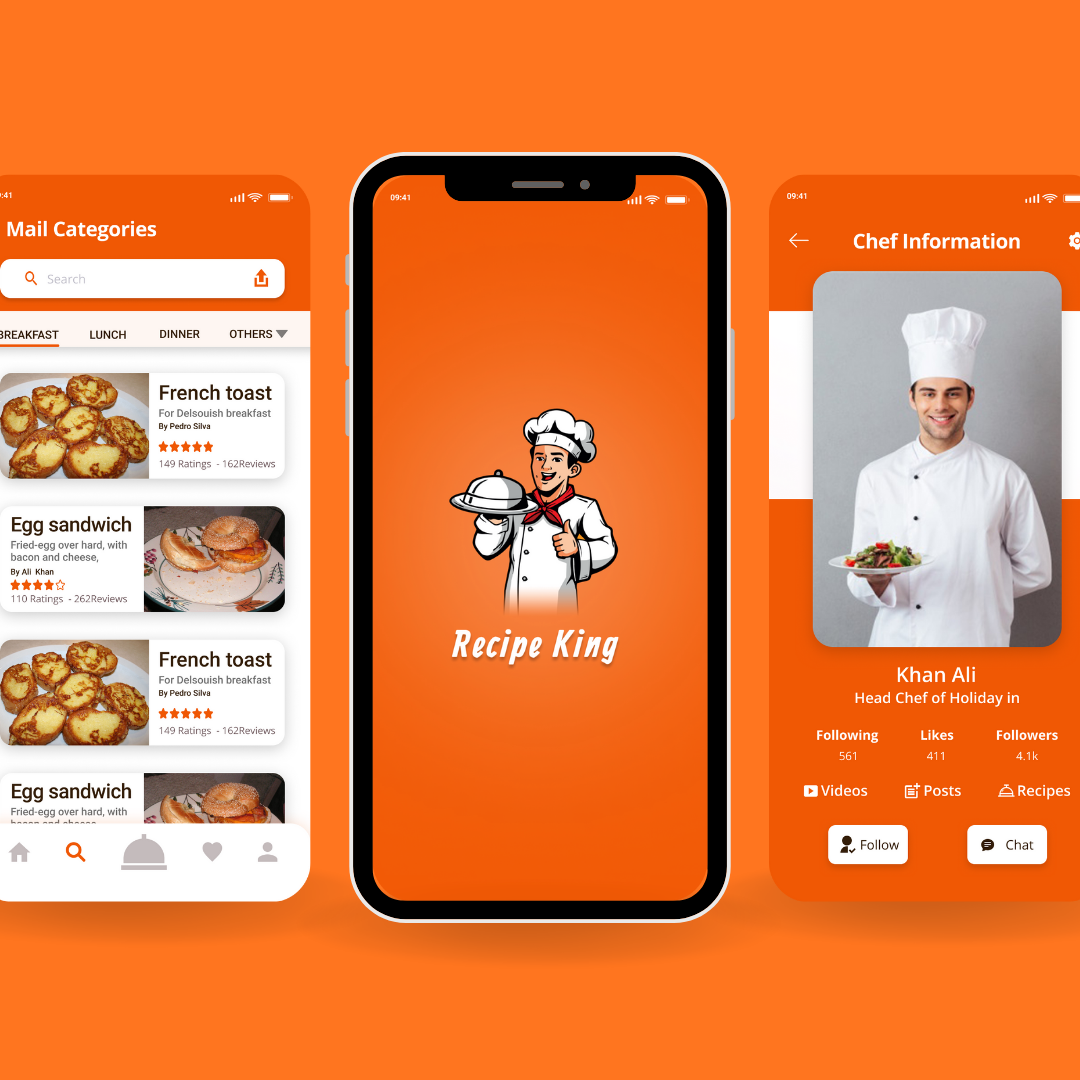 :41
Mail Categories
Search
BREAKFAST LUNCH DINNER OTHERS
French toast
For Delsouish breakfast
By Pedro Silva
149 Ratings - 162Reviews
Egg sandwich
Fried-egg over hard, with
bacon and cheese,
By Ali Khan
110 Ratings - 262Reviews
French toast
For Delsouish breakfast
By Pedro Silva
149 Ratings - 162Reviews
Egg sandwich
Fried-egg over hard, with
09:41
Recipe King
09:41
Chef Information
Khan Ali
Head Chef of Holiday in
Following Likes Followers
561 411 4.1k
Videos Posts Recipes
Follow Chat